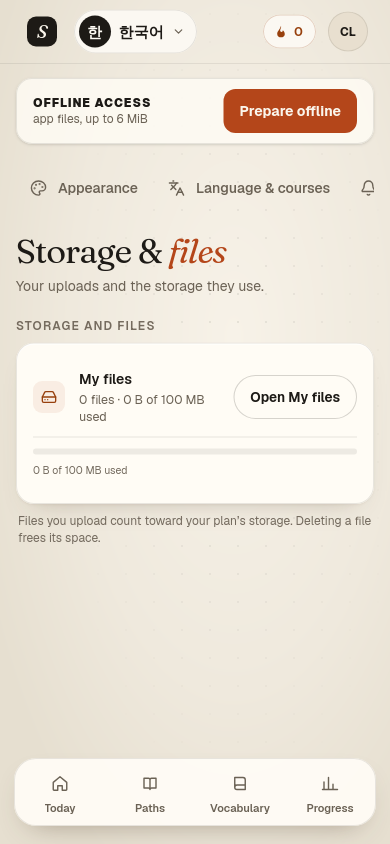 S
한 한국어
0
CL
OFFLINE ACCESS
app files, up to 6 MiB
Prepare offline
Appearance
Language & courses
Storage & files
Your uploads and the storage they use.
STORAGE AND FILES
My files
0 files · 0 B of 100 MB
used
Open My files
0 B of 100 MB used
Files you upload count toward your plan's storage. Deleting a file
frees its space.
Today
Paths
Vocabulary
Progress